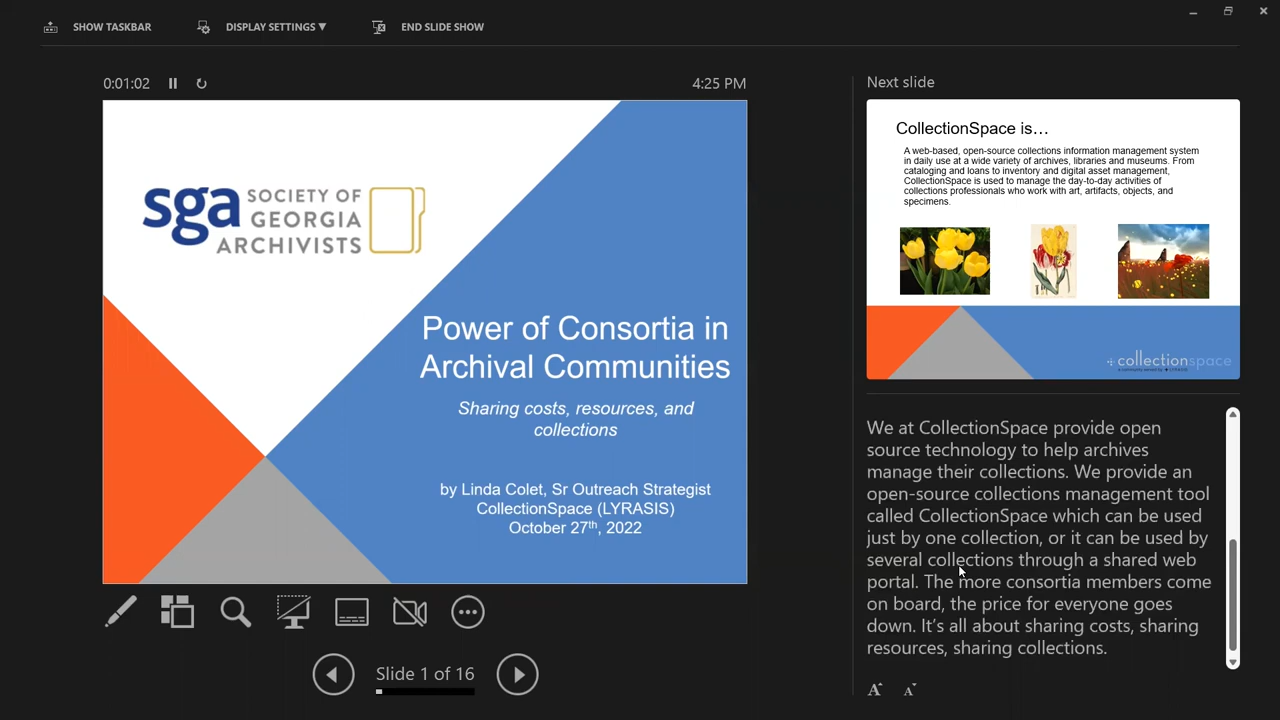 SHOW TASKBAR
DISPLAY SETTINGS ▼
END SLIDE SHOW
0:01:02
4:25 PM
sga SOCIETY OF
GEORGIA
ARCHIVISTS
Power of Consortia in
Archival Communities
Sharing costs, resources, and
collections
by Linda Colet, Sr Outreach Strategist
CollectionSpace (LYRASIS)
October 27th, 2022
Slide 1 of 16
Next slide
CollectionSpace is…
A web-based, open-source collections information management system
in daily use at a wide variety of archives, libraries and museums. From
cataloging and loans to inventory and digital asset management,
CollectionSpace is used to manage the day-to-day activities of
collections professionals who work with art, artifacts, objects, and
specimens.
collectionspace
a community owned by LYRASIS
We at CollectionSpace provide open
source technology to help archives
manage their collections. We provide an
open-source collections management tool
called CollectionSpace which can be used
just by one collection, or it can be used by
several collections through a shared web
portal. The more consortia members come
on board, the price for everyone goes
down. It's all about sharing costs, sharing
resources, sharing collections.
A A